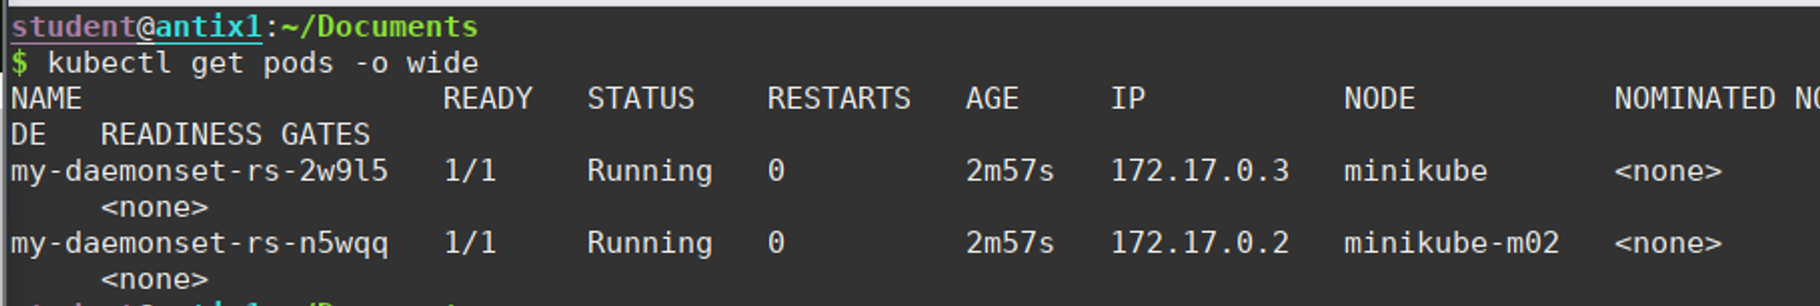 student@antix1:~/Documents
$ kubectl get pods -o wide
NAME                    READY   STATUS    RESTARTS   AGE     IP             NODE           NOMINATED NO
DE   READINESS GATES
my-daemonset-rs-2w9l5   1/1     Running   0          2m57s   172.17.0.3   minikube       <none>
     <none>
my-daemonset-rs-n5wqq   1/1     Running   0          2m57s   172.17.0.2   minikube-m02   <none>
     <none>